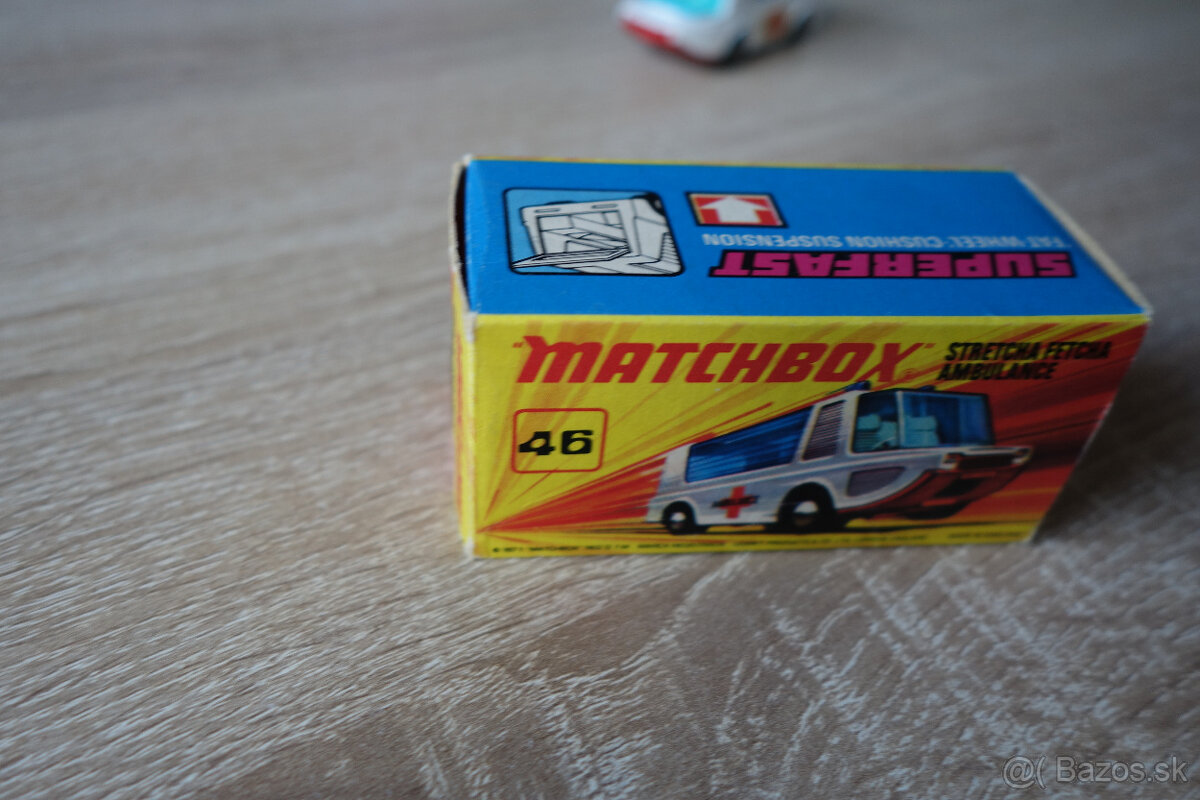 SUPERFAST
FAT WHEEL-CUSHION SUSPENSION
"MATCHBOX"
STRETCHA FETCHA
AMBULANCE
46
@( Bazos.sk